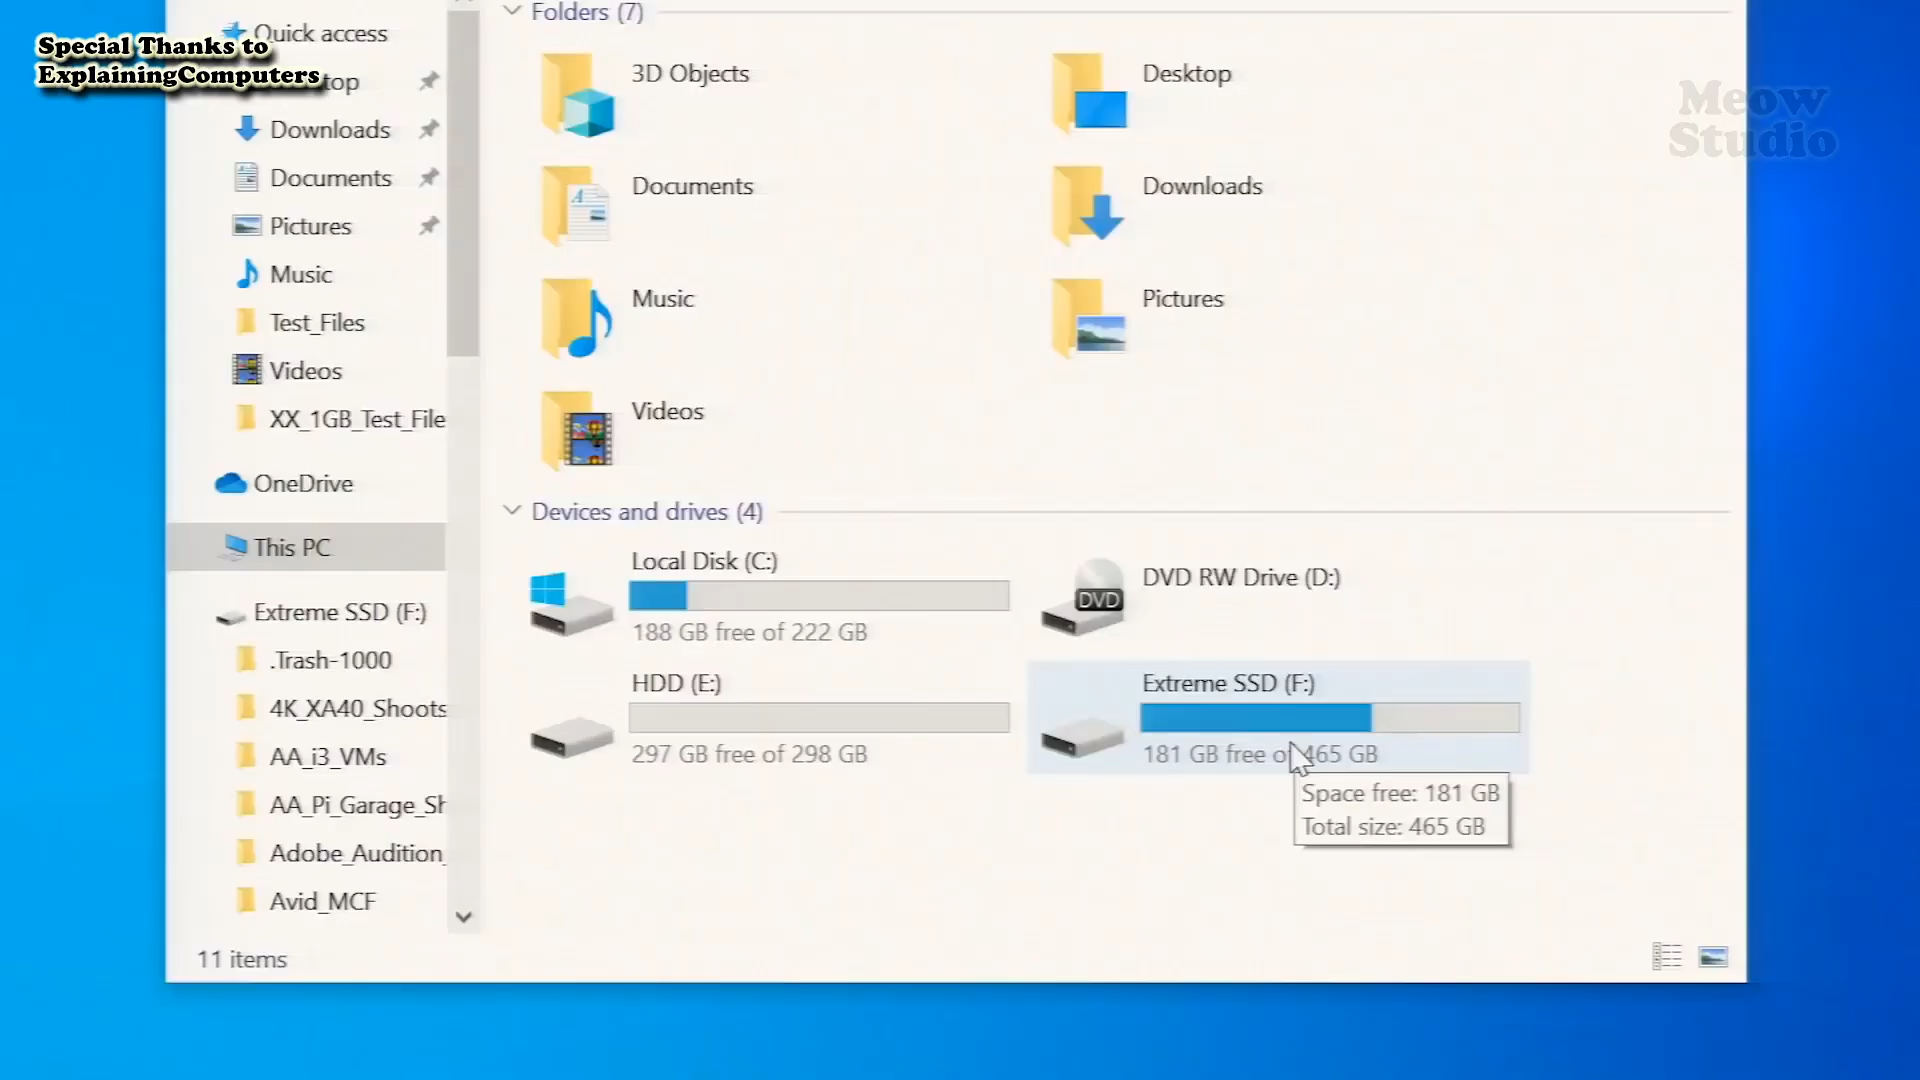 Special Thanks to
ExplainingComputers
Meow
Studio
Quick access
top
Downloads
Documents
Pictures
Music
Test_Files
Videos
XX_1GB_Test_File
OneDrive
This PC
Extreme SSD (F:)
.Trash-1000
4K_XA40_Shoots
AA_i3_VMs
AA_Pi_Garage_Sh
Adobe_Audition_
Avid_MCF
11 items
Folders (7)
3D Objects
Desktop
Documents
Downloads
Music
Pictures
Videos
Devices and drives (4)
Local Disk (C:)
188 GB free of 222 GB
DVD
DVD RW Drive (D:)
HDD (E:)
297 GB free of 298 GB
Extreme SSD (F:)
181 GB free of 465 GB
Space free: 181 GB
Total size: 465 GB